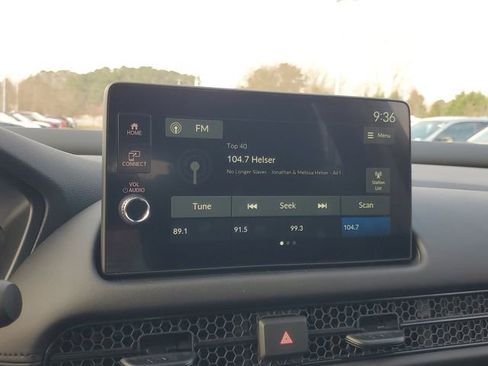 9:36
HOME
FM
Menu
Top 40
104.7 Helser
CONNECT
No Longer Slaves - Jonathan & Melissa Helser - Ad 1
Station
List
VOL
AUDIO
Tune
Seek
Scan
89.1
91.5
99.3
104.7